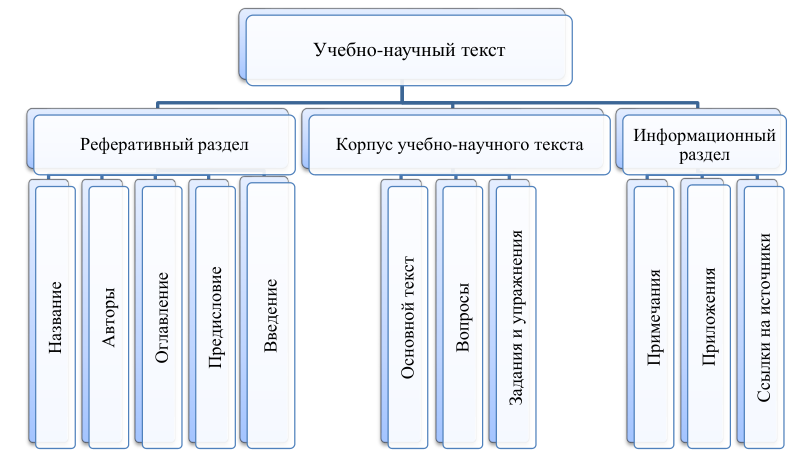 Учебно-научный текст
Реферативный раздел
Корпус учебно-научного текста
Информационный
раздел
Название
Авторы
Оглавление
Предисловие
Введение
Основной текст
Вопросы
Задания и упражнения
Примечания
Приложения
Ссылки на источники